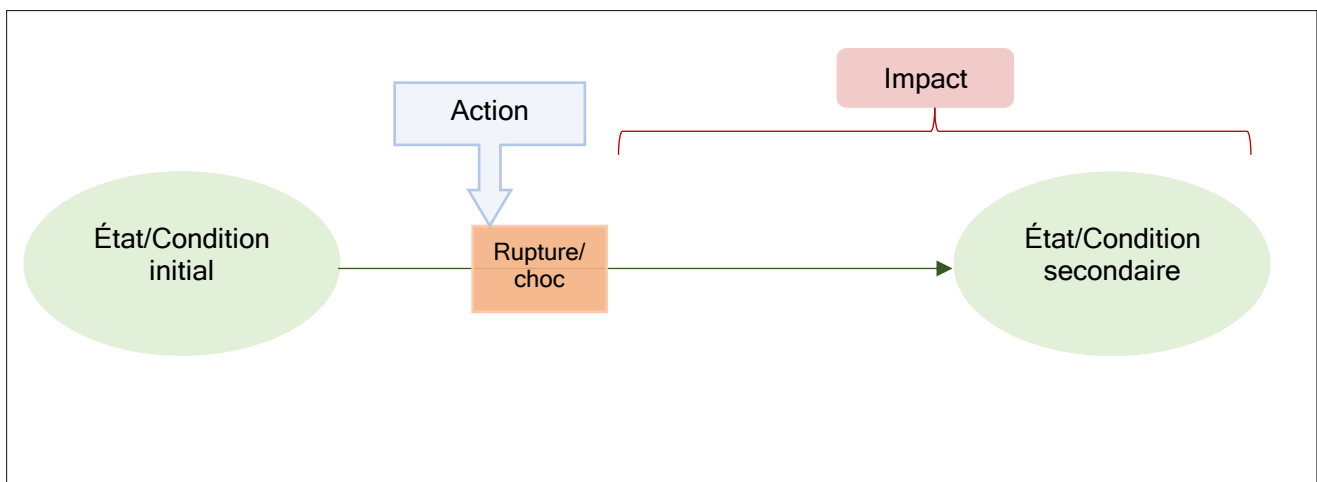 Impact
Action
État/Condition
initial
Rupture/
choc
État/Condition
secondaire